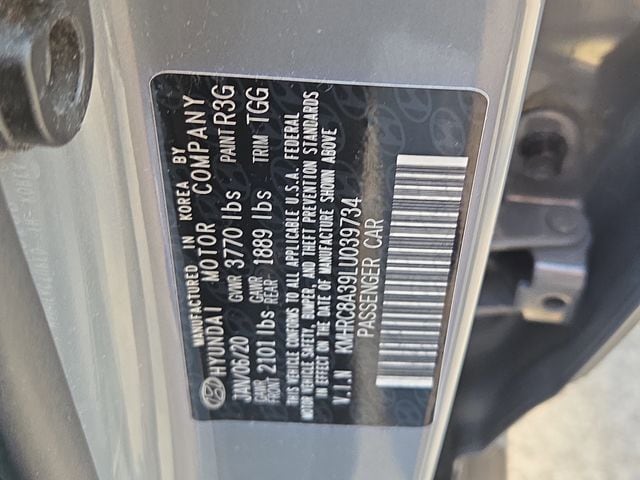 MANUFACTURED IN KOREA BY
HYUNDAI MOTOR COMPANY
JAN/06/20 GVWR 3770 lbs PAINT R3G
GAWR FRONT 2101 lbs GAWR REAR 1889 lbs TRIM TGG
THIS VEHICLE CONFORMS TO ALL APPLICABLE U.S.A. FEDERAL
MOTOR VEHICLE SAFETY, BUMPER, AND THEFT PREVENTION STANDARDS
IN EFFECT ON THE DATE OF MANUFACTURE SHOWN ABOVE
V.I.N KMHRC8A39LU039734
PASSENGER CAR